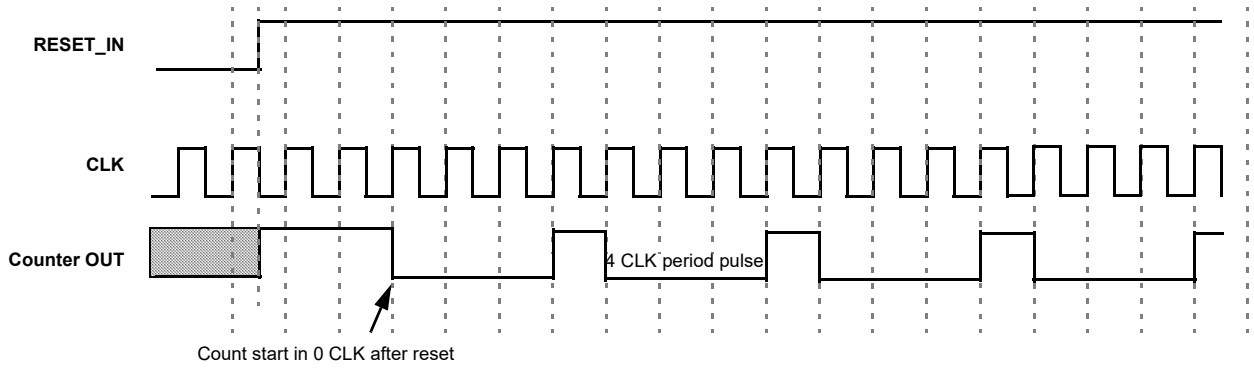 RESET_IN
CLK
Counter OUT
4 CLK period pulse
Count start in 0 CLK after reset